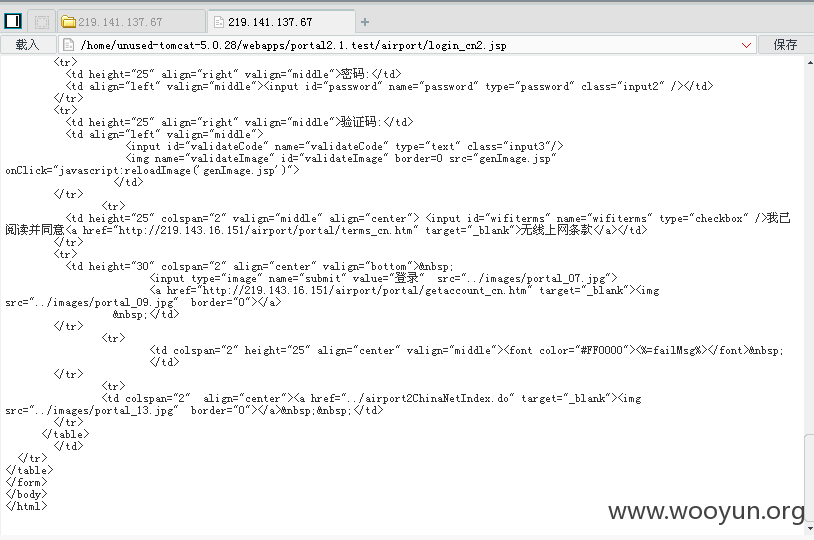 219.141.137.67
219.141.137.67
+
载入
/home/unused-tomcat-5.0.28/webapps/portal2.1.test/airport/login_cn2.jsp
保存
<tr>
<td height="25" align="right" valign="middle">密码:</td>
<td align="left" valign="middle"><input id="password" name="password" type="password" class="input2" /></td>
</tr>
<tr>
<td height="25" align="right" valign="middle">验证码:</td>
<td align="left" valign="middle">
<input id="validateCode" name="validateCode" type="text" class="input3"/>
<img name="validateImage" id="validateImage" border=0 src="genImage.jsp"
onClick="javascript:reloadImage('genImage.jsp')">
</td>
</tr>
<tr>
<td height="25" colspan="2" valign="middle" align="center"> <input id="wifiterms" name="wifiterms" type="checkbox" />我已
阅读并同意<a href="http://219.143.16.151/airport/portal/terms_cn.htm" target="_blank">无线上网条款</a></td>
</tr>
<tr>
<td height="30" colspan="2" align="center" valign="bottom">&nbsp;
<input type="image" name="submit" value="登录" src="../images/portal_07.jpg">
<a href="http://219.143.16.151/airport/portal/getaccount_cn.htm" target="_blank"><img
src="../images/portal_09.jpg" border="0"></a>
&nbsp;</td>
</tr>
<tr>
<td colspan="2" height="25" align="center" valign="middle"><font color="#FF0000"><%=failMsg%></font>&nbsp;
</td>
</tr>
<tr>
<td colspan="2" align="center"><a href="../airport2ChinaNetIndex.do" target="_blank"><img
src="../images/portal_13.jpg" border="0"></a>&nbsp;&nbsp;</td>
</tr>
</table>
</td>
</tr>
</table>
</form>
</body>
</html>
www.wooyun.org